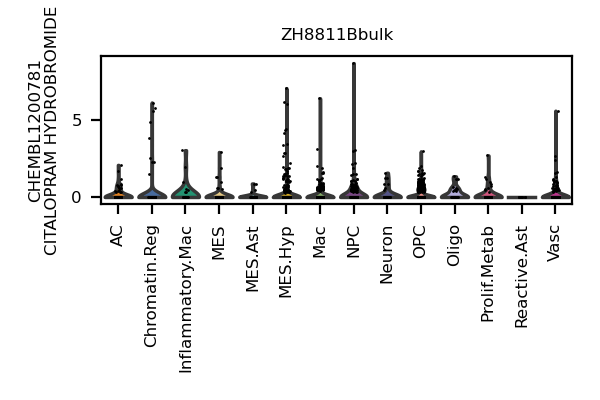 ZH8811Bbulk
CHEMBL1200781
CITALOPRAM HYDROBROMIDE
5
0
AC
Chromatin.Reg
Inflammatory.Mac
MES
MES.Ast
MES.Hyp
Mac
NPC
Neuron
OPC
Oligo
Prolif.Metab
Reactive.Ast
Vasc